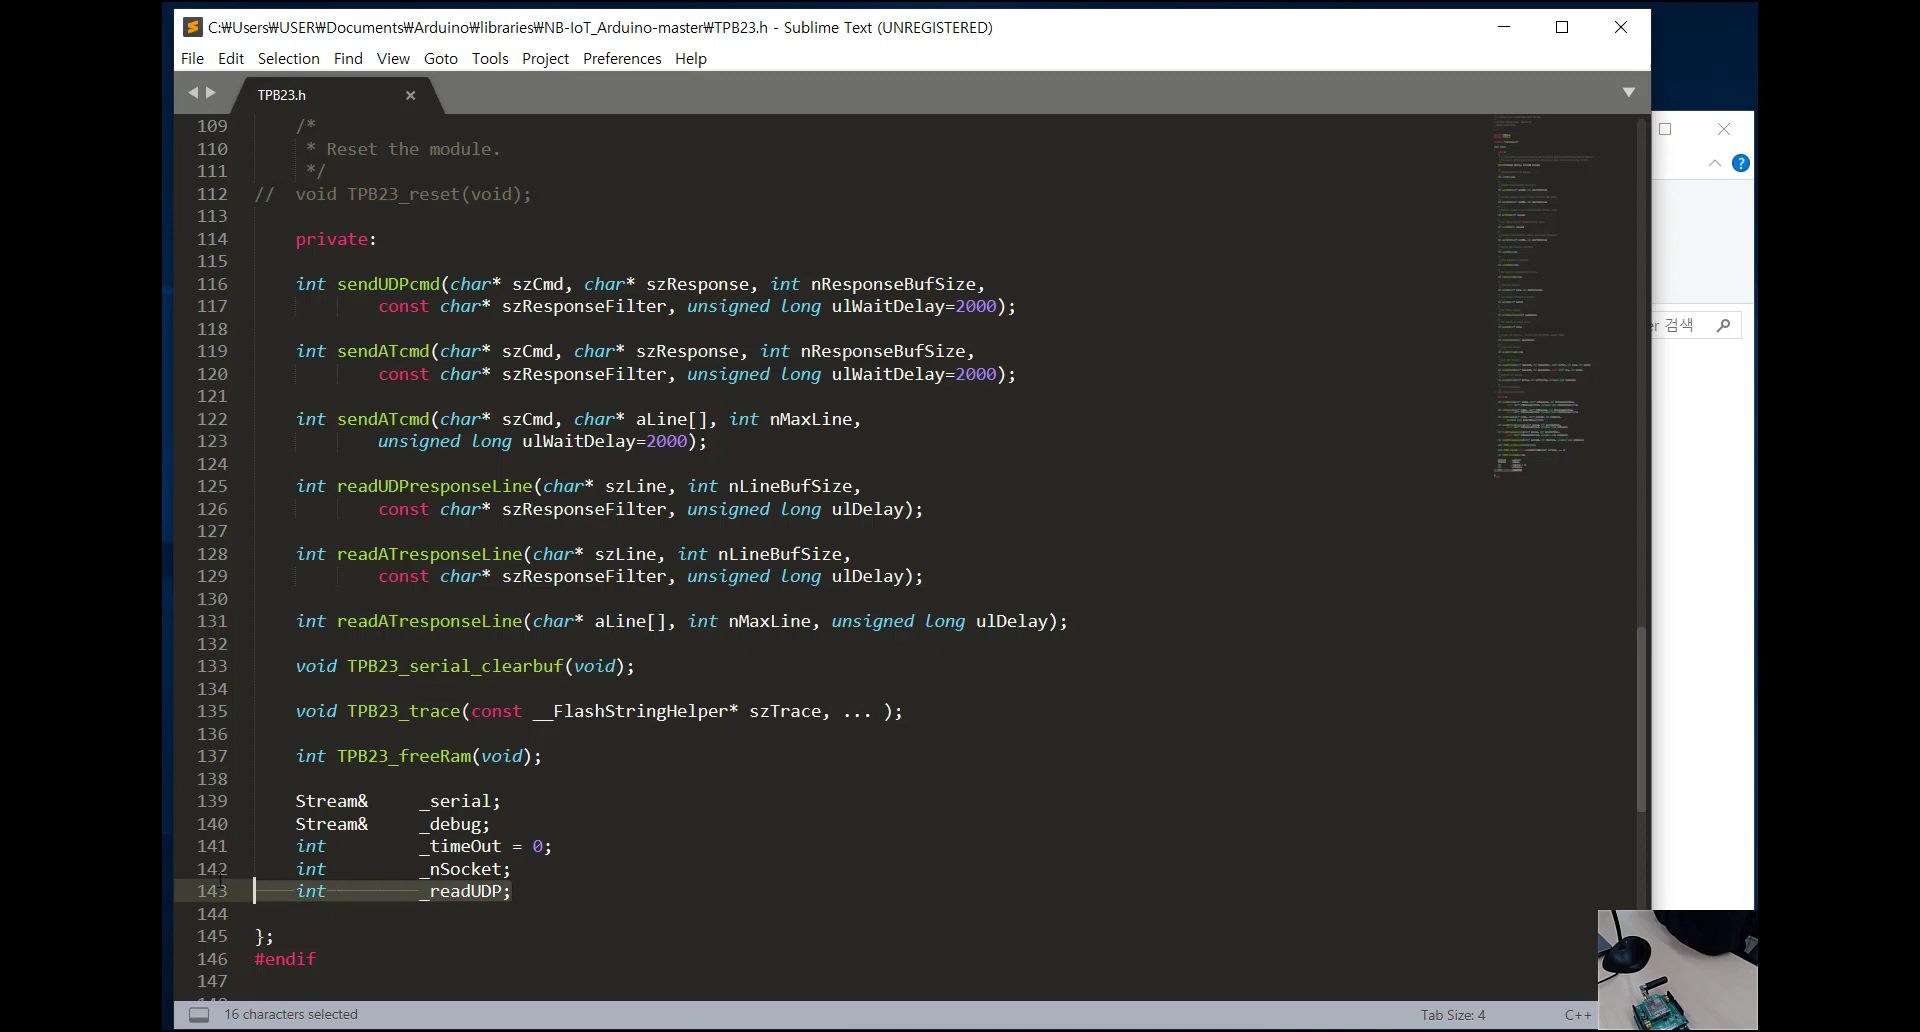 C:₩Users₩USER₩Documents₩Arduino₩libraries₩NB-IoT_Arduino-master₩TPB23.h - Sublime Text (UNREGISTERED)
File Edit Selection Find View Goto Tools Project Preferences Help
TPB23.h
109 /*
110 * Reset the module.
111 */
112 // void TPB23_reset(void);
113
114 private:
115
116 int sendUDPcmd(char* szCmd, char* szResponse, int nResponseBufSize,
117 const char* szResponseFilter, unsigned long ulWaitDelay=2000);
118
119 int sendATcmd(char* szCmd, char* szResponse, int nResponseBufSize,
120 const char* szResponseFilter, unsigned long ulWaitDelay=2000);
121
122 int sendATcmd(char* szCmd, char* aLine[], int nMaxLine,
123 unsigned long ulWaitDelay=2000);
124
125 int readUDPresponseLine(char* szLine, int nLineBufSize,
126 const char* szResponseFilter, unsigned long ulDelay);
127
128 int readATresponseLine(char* szLine, int nLineBufSize,
129 const char* szResponseFilter, unsigned long ulDelay);
130
131 int readATresponseLine(char* aLine[], int nMaxLine, unsigned long ulDelay);
132
133 void TPB23_serial_clearbuf(void);
134
135 void TPB23_trace(const __FlashStringHelper* szTrace, ... );
136
137 int TPB23_freeRam(void);
138
139 Stream& _serial;
140 Stream& _debug;
141 int _timeOut = 0;
142 int _nSocket;
143 int _readUDP;
144
145 };
146 #endif
147
er 검색
16 characters selected
Tab Size: 4
C++